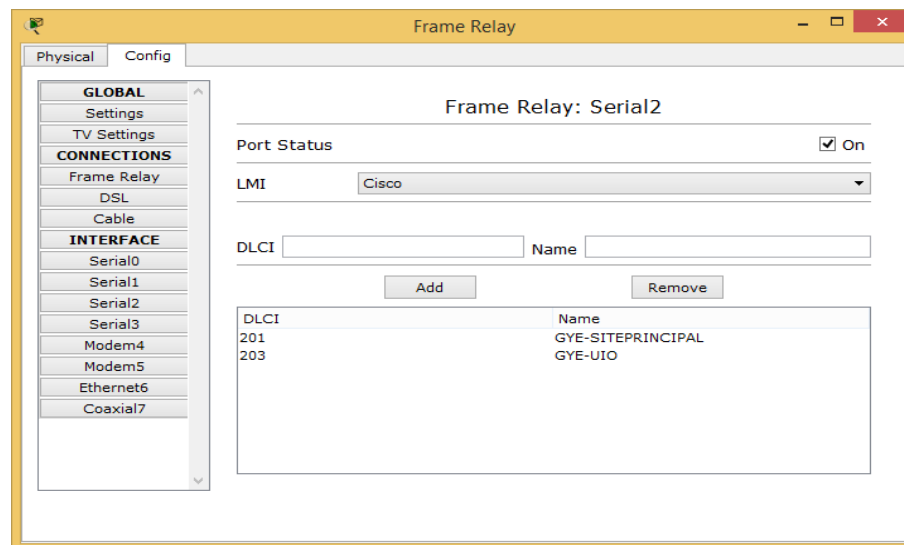 Frame Relay
Physical Config
GLOBAL
Settings
TV Settings
CONNECTIONS
Frame Relay
DSL
Cable
INTERFACE
Serial0
Serial1
Serial2
Serial3
Modem4
Modem5
Ethernet6
Coaxial7
Frame Relay: Serial2
Port Status On
LMI Cisco
DLCI Name
Add Remove
DLCI Name
201 GYE-SITEPRINCIPAL
203 GYE-UIO